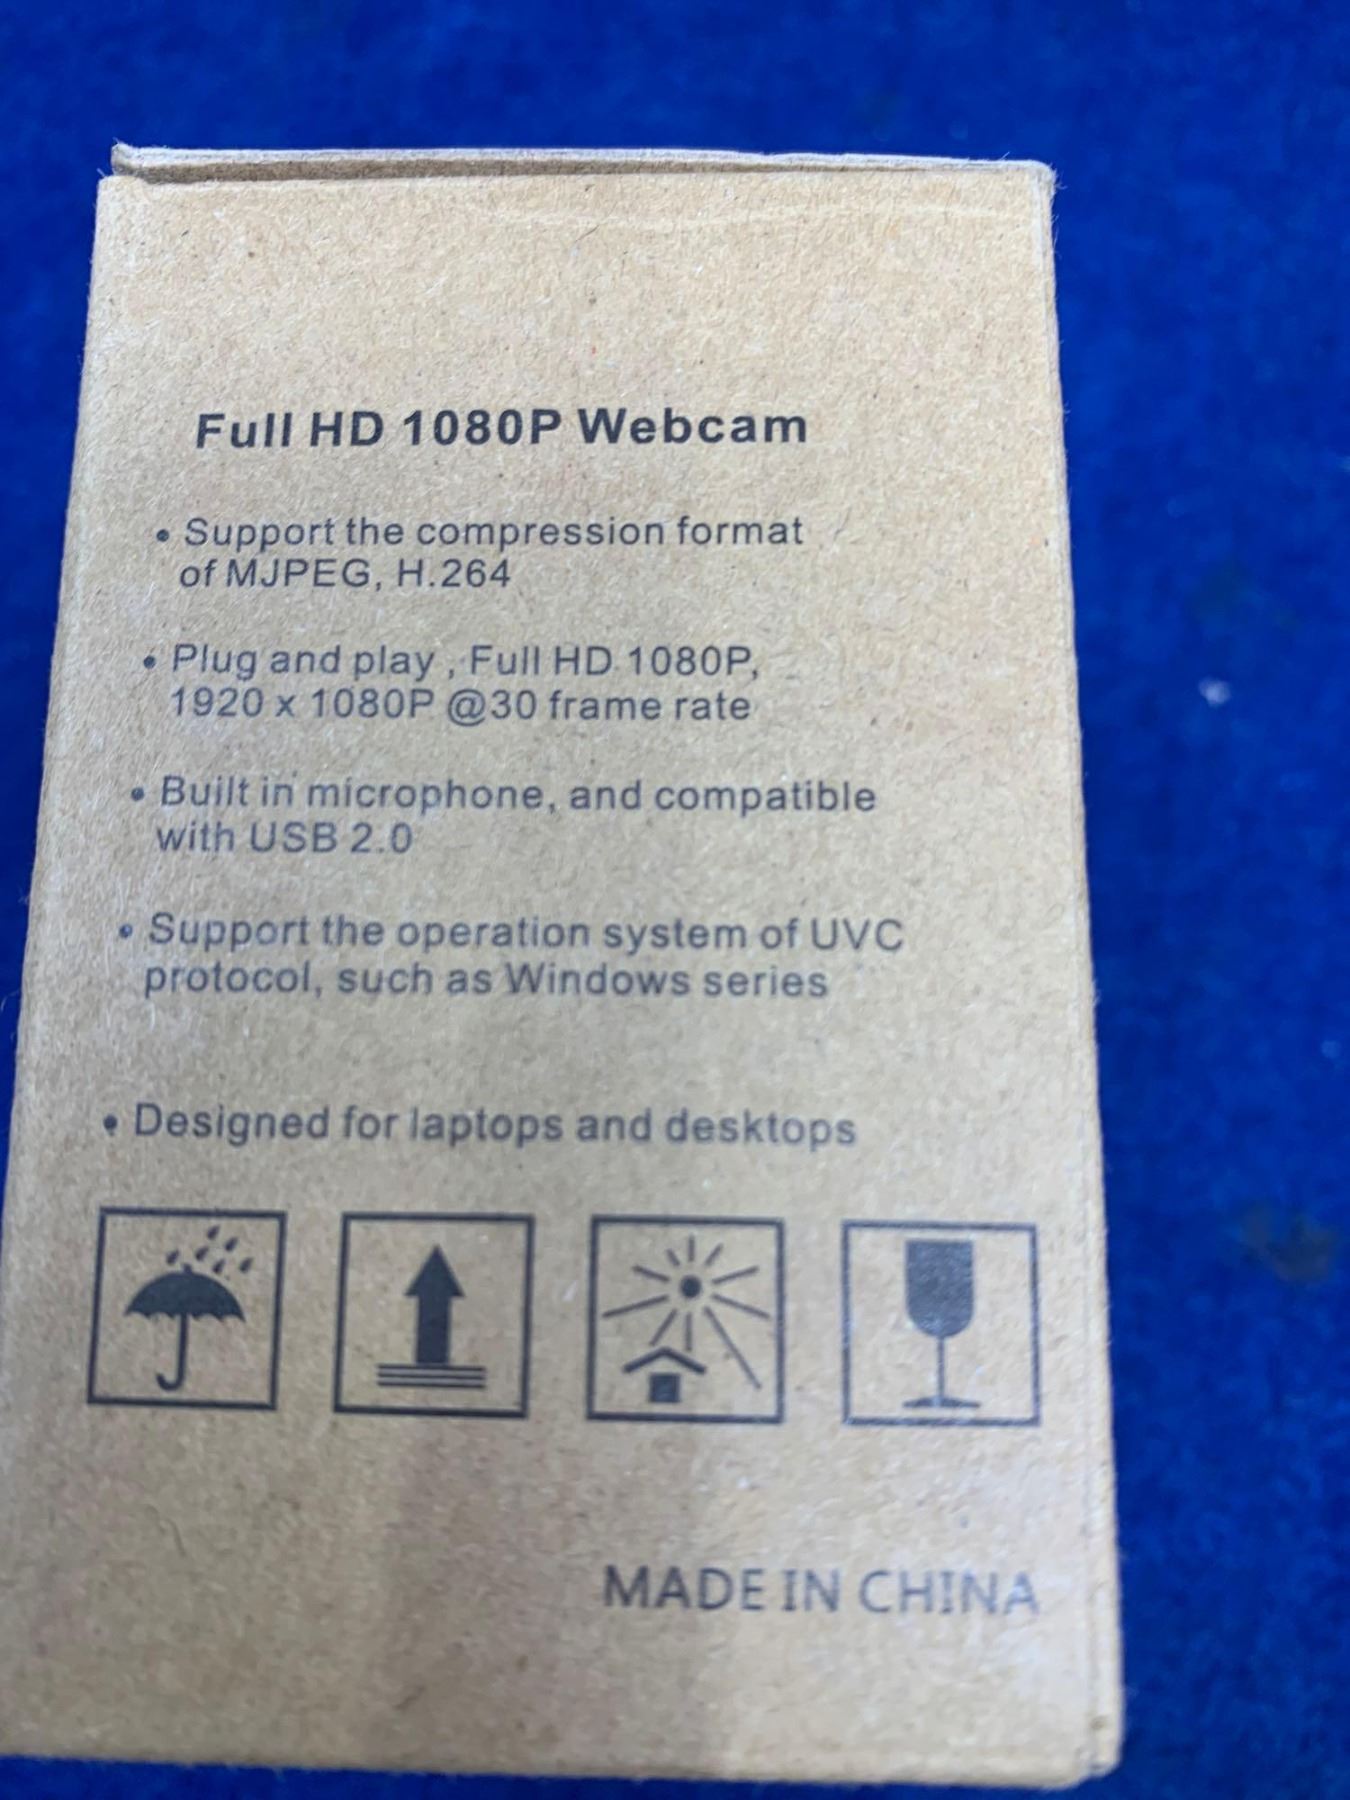 Full HD 1080P Webcam
• Support the compression format
of MJPEG, H.264
• Plug and play , Full HD 1080P,
1920 x 1080P @30 frame rate
• Built in microphone, and compatible
with USB 2.0
• Support the operation system of UVC
protocol, such as Windows series
• Designed for laptops and desktops
MADE IN CHINA